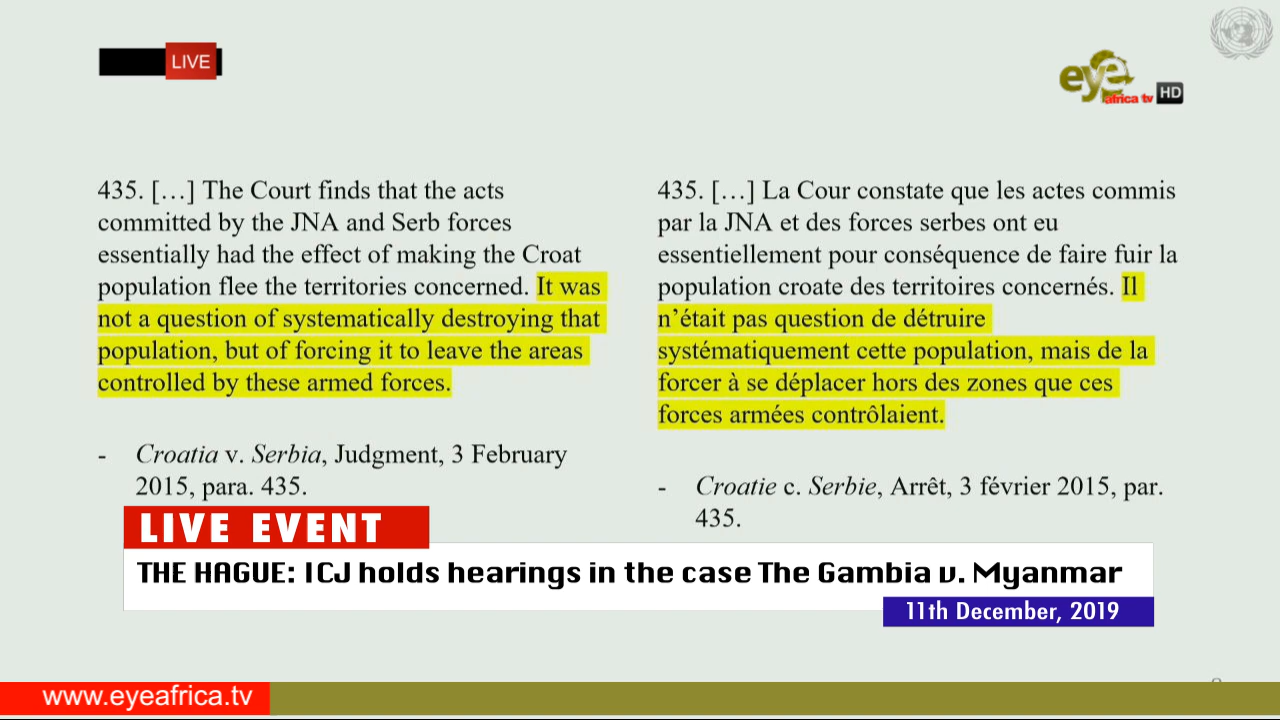 LIVE
eye
africa tv HD
435. […] The Court finds that the acts
committed by the JNA and Serb forces
essentially had the effect of making the Croat
population flee the territories concerned. It was
not a question of systematically destroying that
population, but of forcing it to leave the areas
controlled by these armed forces.
- Croatia v. Serbia, Judgment, 3 February
2015, para. 435.
435. […] La Cour constate que les actes commis
par la JNA et des forces serbes ont eu
essentiellement pour conséquence de faire fuir la
population croate des territoires concernés. Il
n’était pas question de détruire
systématiquement cette population, mais de la
forcer à se déplacer hors des zones que ces
forces armées contrôlaient.
- Croatie c. Serbie, Arrêt, 3 février 2015, par.
435.
LIVE EVENT
THE HAGUE: ICJ holds hearings in the case The Gambia v. Myanmar
11th December, 2019
www.eyeafrica.tv